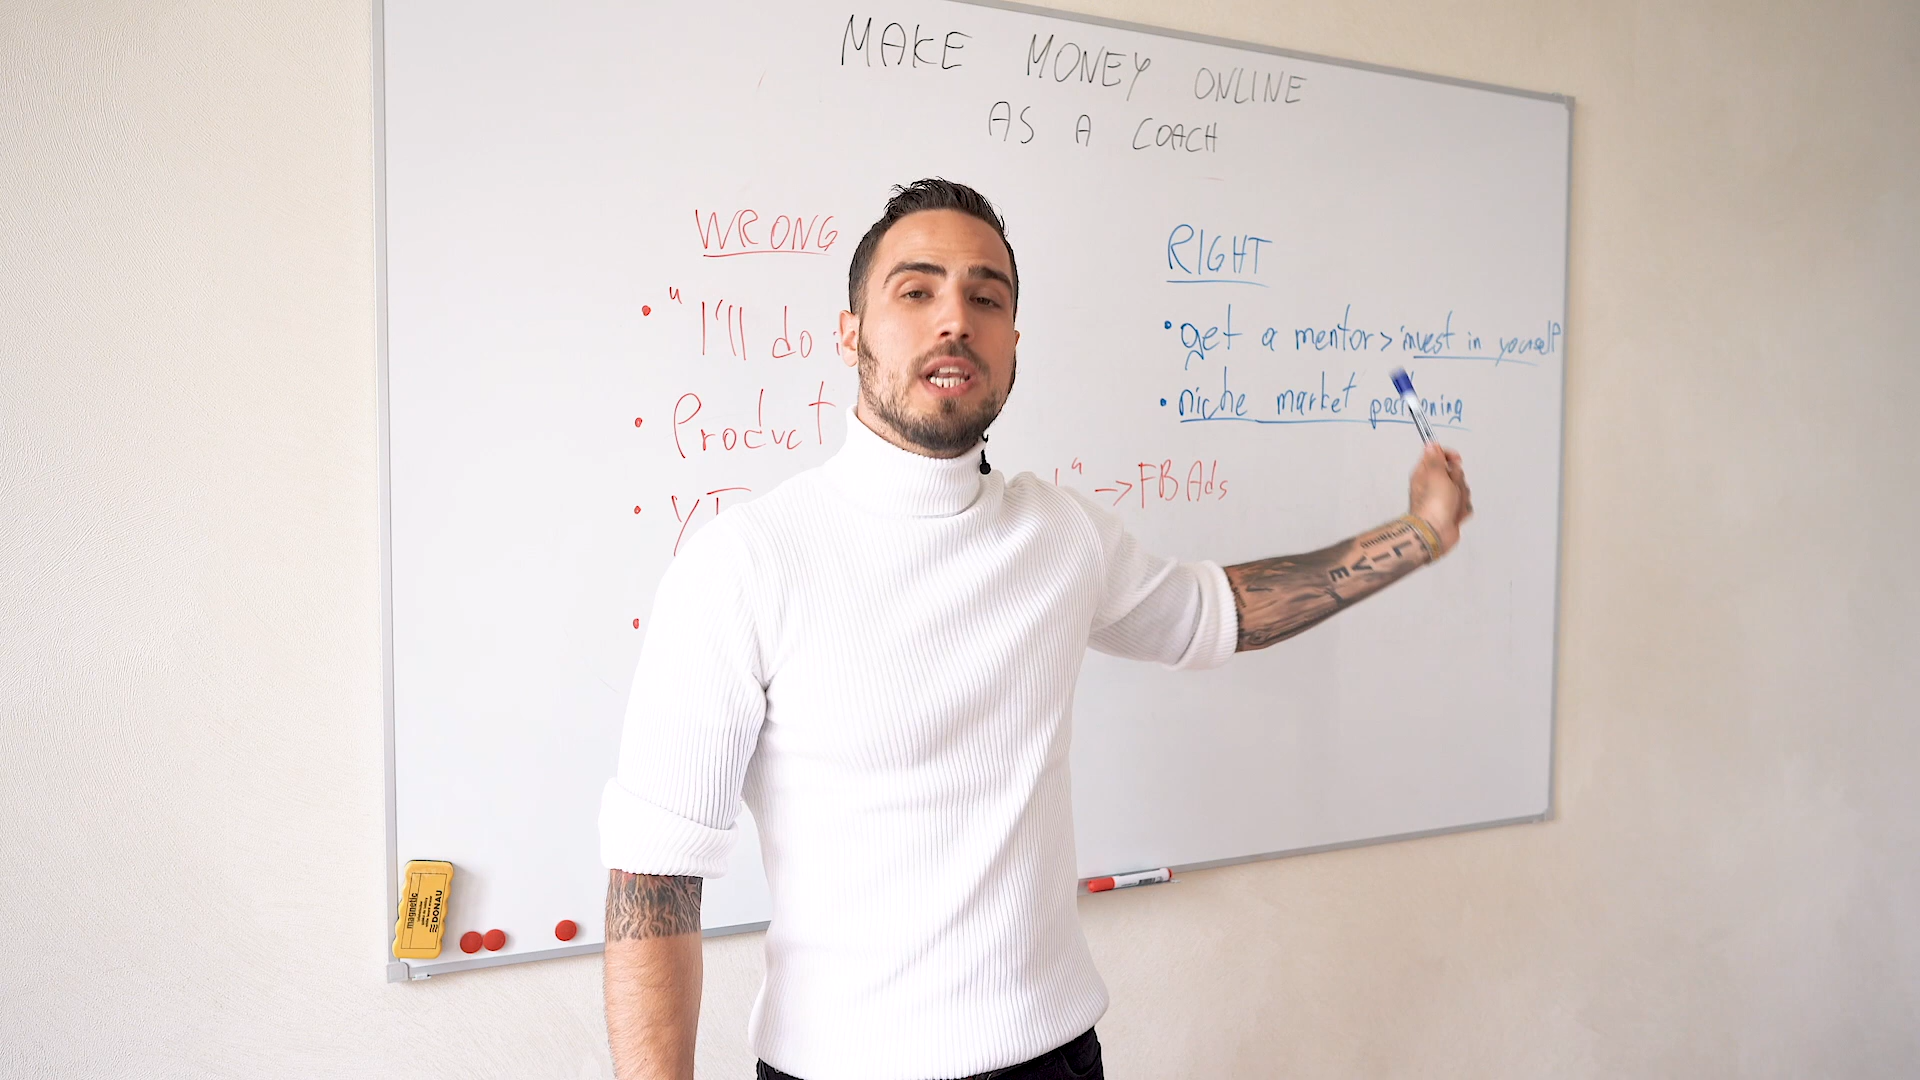 MAKE MONEY ONLINE
AS A COACH
WRONG
• "I'll do
• Product
• YT
" → FB Ads
RIGHT
• get a mentor > invest in yourself
• niche market positioning
LIVE
magnetic
DONAU